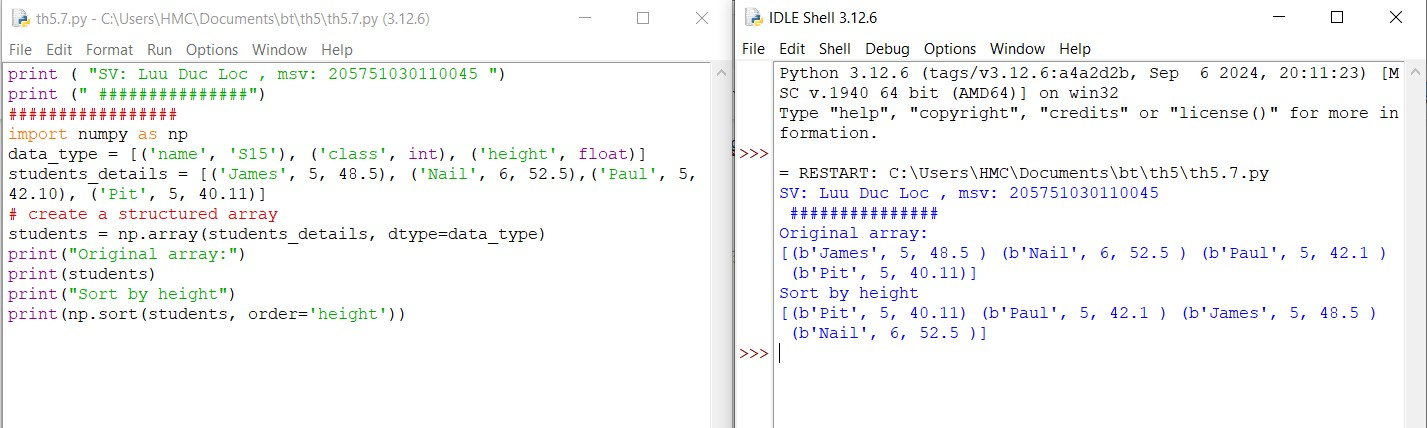 th5.7.py - C:\Users\HMC\Documents\bt\th5\th5.7.py (3.12.6)
File Edit Format Run Options Window Help
print ( "SV: Luu Duc Loc , msv: 205751030110045 ")
print (" ###############")
#################
import numpy as np
data_type = [('name', 'S15'), ('class', int), ('height', float)]
students_details = [('James', 5, 48.5), ('Nail', 6, 52.5),('Paul', 5,
42.10), ('Pit', 5, 40.11)]
# create a structured array
students = np.array(students_details, dtype=data_type)
print("Original array:")
print(students)
print("Sort by height")
print(np.sort(students, order='height'))
IDLE Shell 3.12.6
File Edit Shell Debug Options Window Help
Python 3.12.6 (tags/v3.12.6:a4a2d2b, Sep  6 2024, 20:11:23) [M
SC v.1940 64 bit (AMD64)] on win32
Type "help", "copyright", "credits" or "license()" for more in
formation.
>>>
= RESTART: C:\Users\HMC\Documents\bt\th5\th5.7.py
SV: Luu Duc Loc , msv: 205751030110045
 ###############
Original array:
[(b'James', 5, 48.5 ) (b'Nail', 6, 52.5 ) (b'Paul', 5, 42.1 )
 (b'Pit', 5, 40.11)]
Sort by height
[(b'Pit', 5, 40.11) (b'Paul', 5, 42.1 ) (b'James', 5, 48.5 )
 (b'Nail', 6, 52.5 )]
>>>